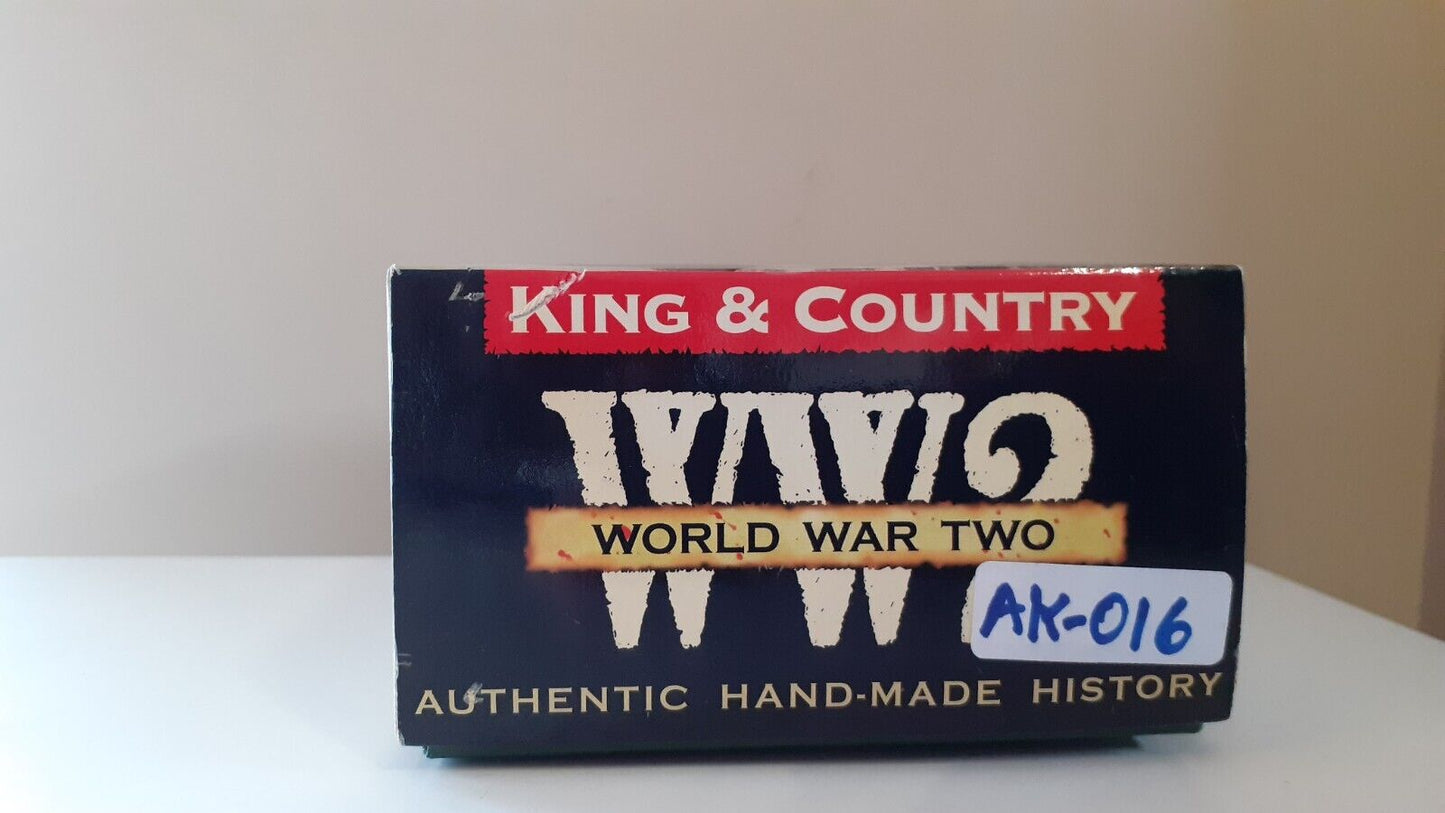 KING & COUNTRY
WW2
WORLD WAR TWO
AK-016
AUTHENTIC HAND-MADE HISTORY